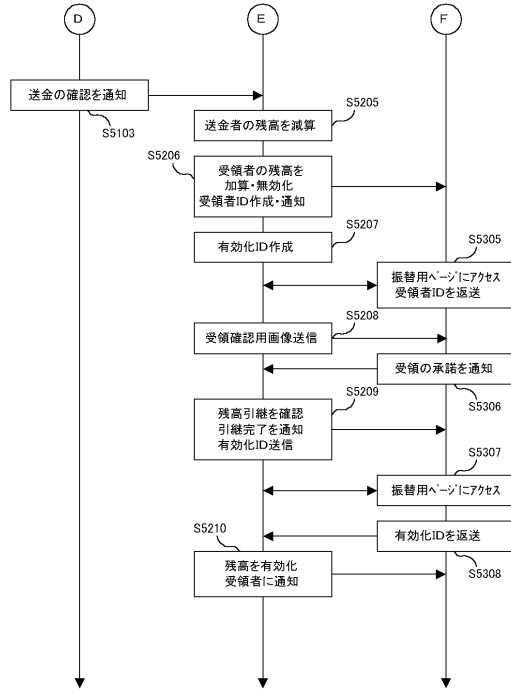 D
E
F
送金の確認を通知
S5103
S5205
送金者の残高を減算
S5206
受領者の残高を
加算・無効化
受領者ID作成・通知
S5207
有効化ID作成
S5305
振替用ページにアクセス
受領者IDを返送
S5208
受領確認用画像送信
受領の承諾を通知
S5306
S5209
残高引継を確認
引継完了を通知
有効化ID送信
S5307
振替用ページにアクセス
有効化IDを返送
S5308
S5210
残高を有効化
受領者に通知